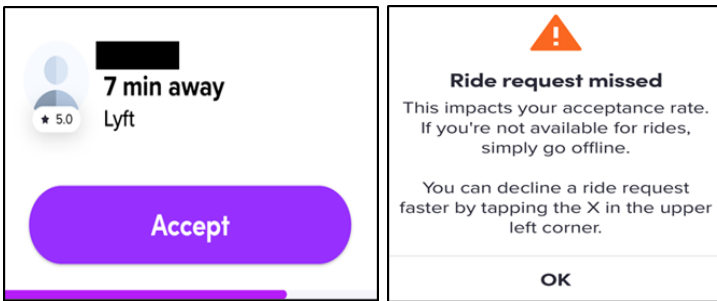 7 min away
★ 5.0
Lyft
Accept
Ride request missed
This impacts your acceptance rate.
If you're not available for rides,
simply go offline.
You can decline a ride request
faster by tapping the X in the upper
left corner.
OK